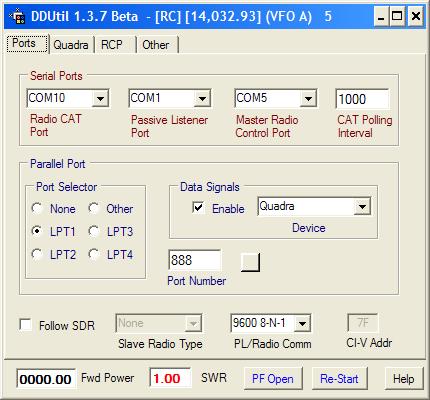 DDUtil 1.3.7 Beta - [RC] [14,032.93] (VFO A) 5
Ports Quadra RCP Other
Serial Ports
COM10 COM1 COM5 1000
Radio CAT Port Passive Listener Port Master Radio Control Port CAT Polling Interval
Parallel Port
Port Selector
None Other
LPT1 LPT3
LPT2 LPT4
Data Signals
Enable Quadra
Device
888
Port Number
Follow SDR None 9600 8-N-1 7F
Slave Radio Type PL/Radio Comm CI-V Addr
0000.00 Fwd Power 1.00 SWR PF Open Re-Start Help